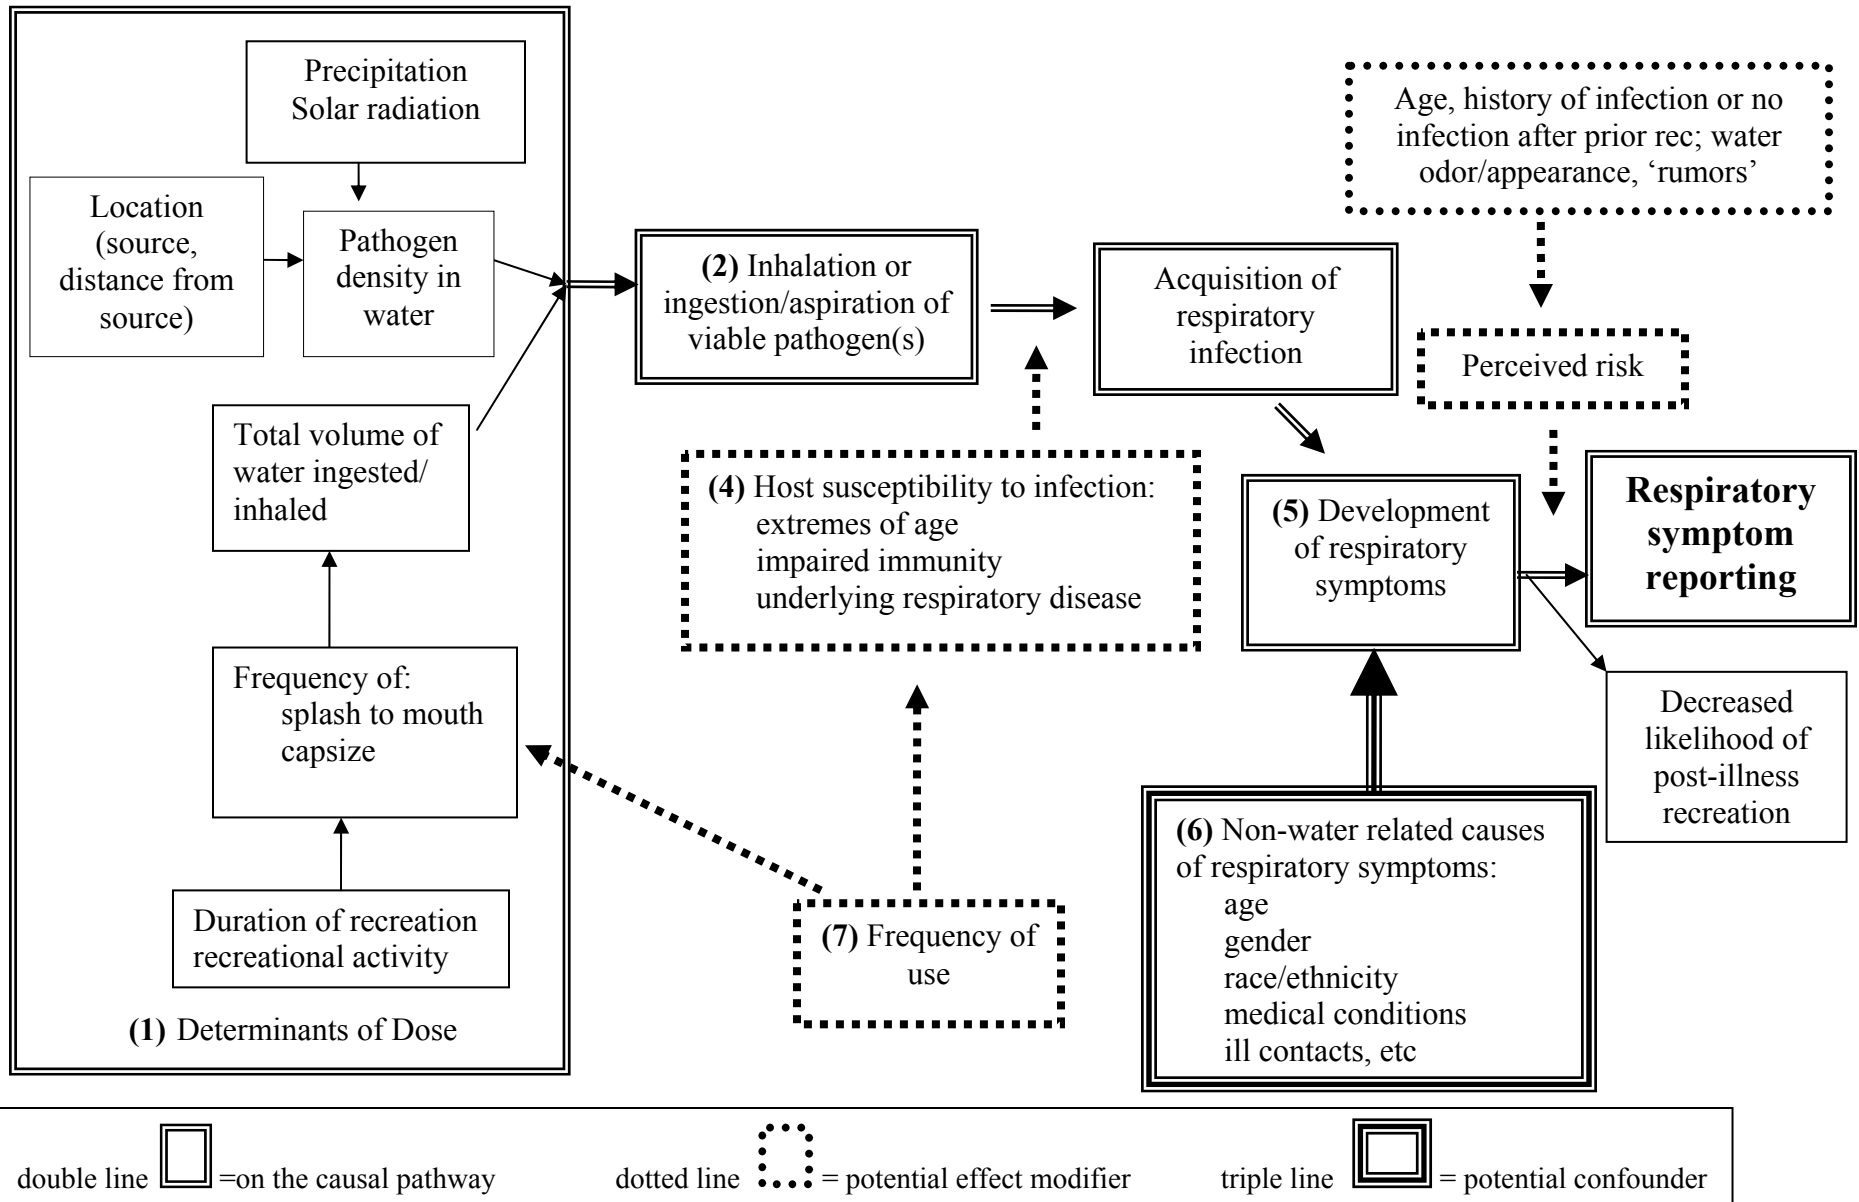 Precipitation
Solar radiation
Location
(source,
distance from
source)
Pathogen
density in
water
Total volume of
water ingested/
inhaled
Frequency of:
splash to mouth
capsize
Duration of recreation
recreational activity
(1) Determinants of Dose
(2) Inhalation or
ingestion/aspiration of
viable pathogen(s)
Acquisition of
respiratory
infection
Age, history of infection or no
infection after prior rec; water
odor/appearance, ‘rumors’
Perceived risk
(4) Host susceptibility to infection:
extremes of age
impaired immunity
underlying respiratory disease
(5) Development
of respiratory
symptoms
Respiratory
symptom
reporting
Decreased
likelihood of
post-illness
recreation
(6) Non-water related causes
of respiratory symptoms:
age
gender
race/ethnicity
medical conditions
ill contacts, etc
(7) Frequency of
use
double line =on the causal pathway
dotted line = potential effect modifier
triple line = potential confounder